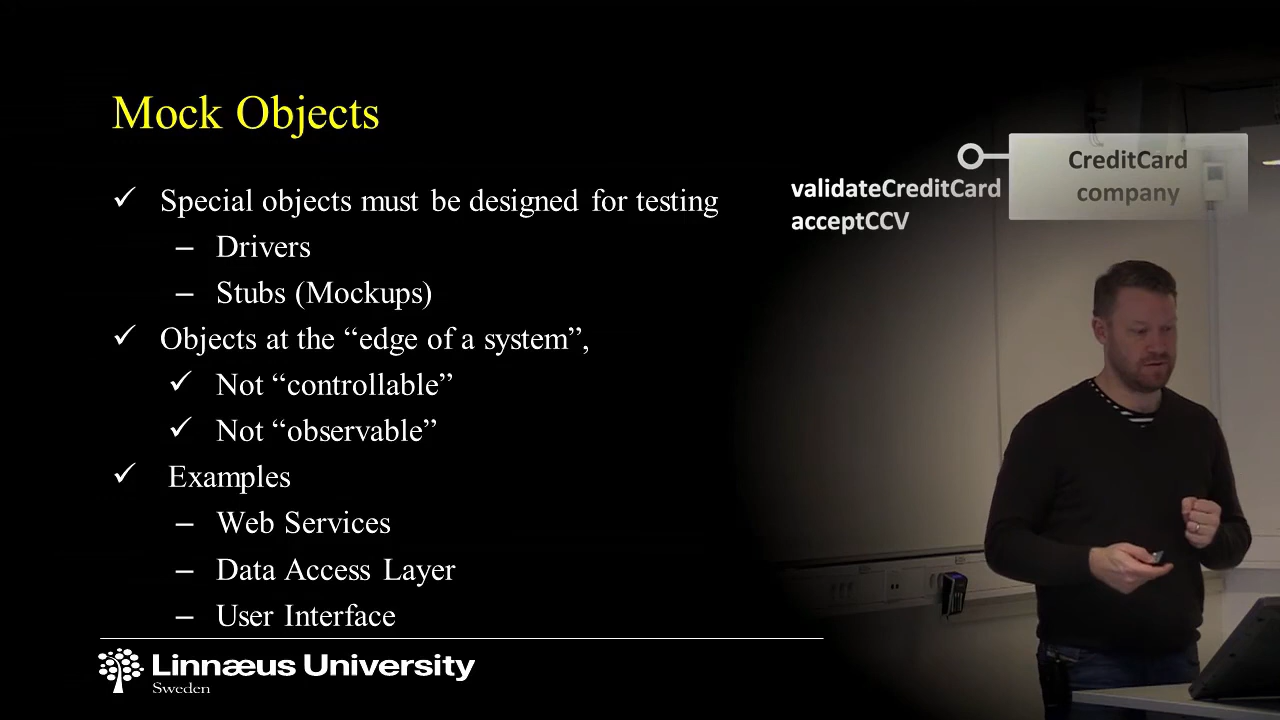 Mock Objects
Special objects must be designed for testing
– Drivers
– Stubs (Mockups)
Objects at the “edge of a system”,
Not “controllable”
Not “observable”
Examples
– Web Services
– Data Access Layer
– User Interface
validateCreditCard
acceptCCV
CreditCard
company
Linnæus University
Sweden